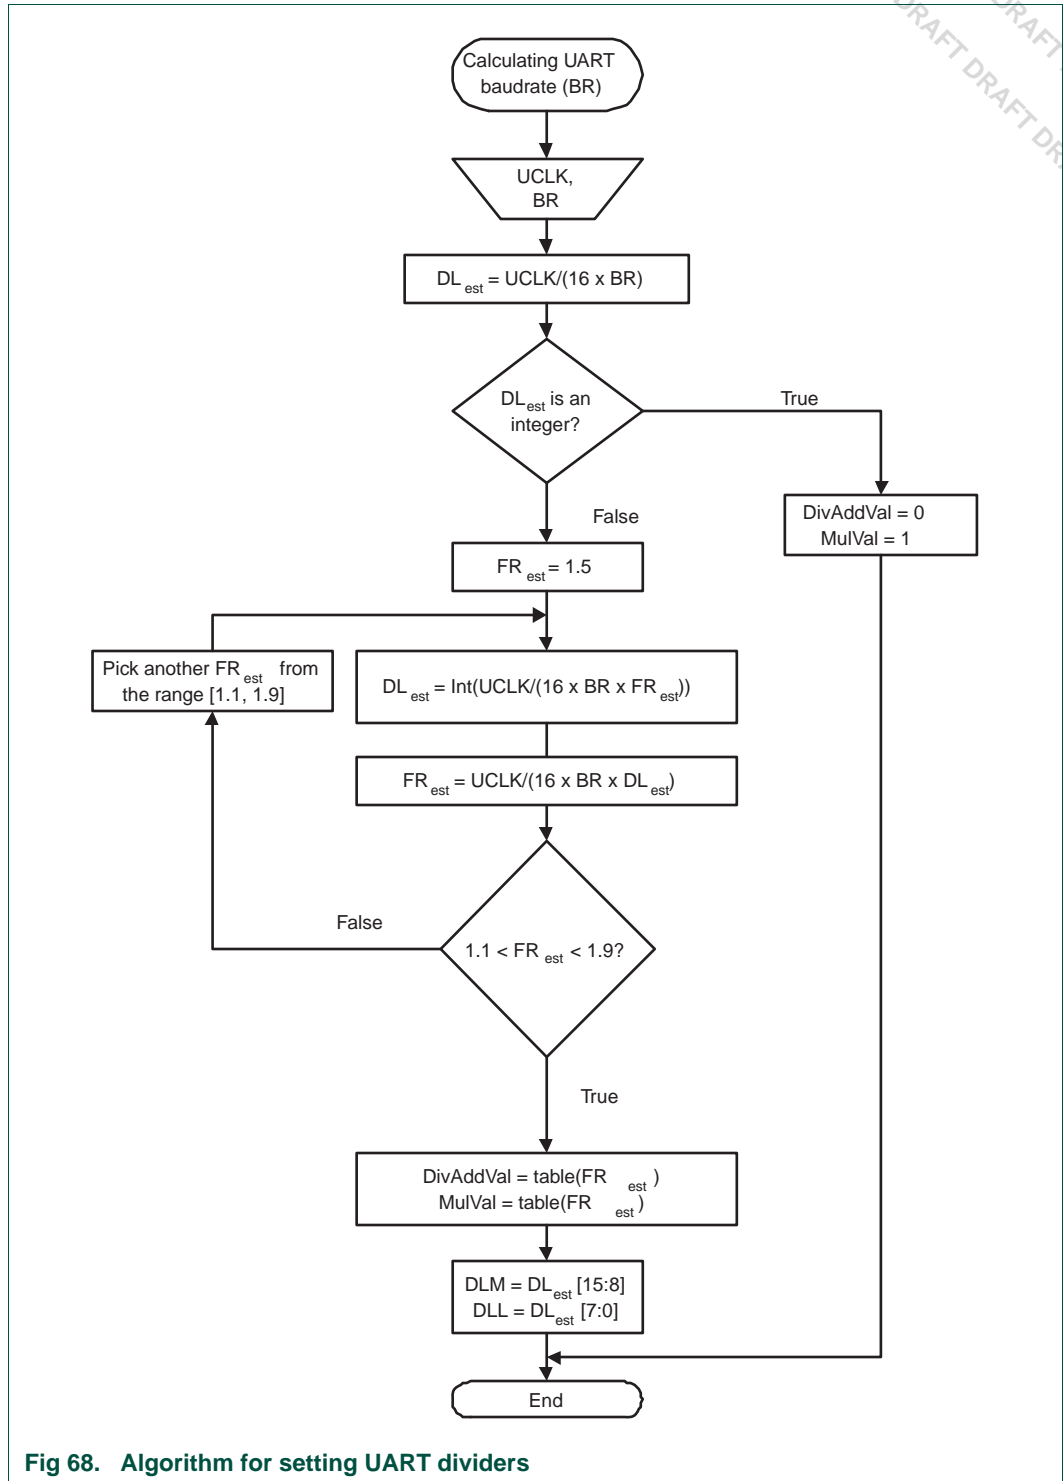 DRAFT DRAFT DRA
DRAFT
Calculating UART
baudrate (BR)
UCLK,
BR
DL est = UCLK/(16 x BR)
DL est is an
integer?
True
False
DivAddVal = 0
MulVal = 1
FR est = 1.5
Pick another FR est from
the range [1.1, 1.9]
DL est = Int(UCLK/(16 x BR x FR est))
FR est = UCLK/(16 x BR x DL est)
False
1.1 < FR est < 1.9?
True
DivAddVal = table(FR est )
MulVal = table(FR est )
DLM = DL est [15:8]
DLL = DL est [7:0]
End
Fig 68. Algorithm for setting UART dividers